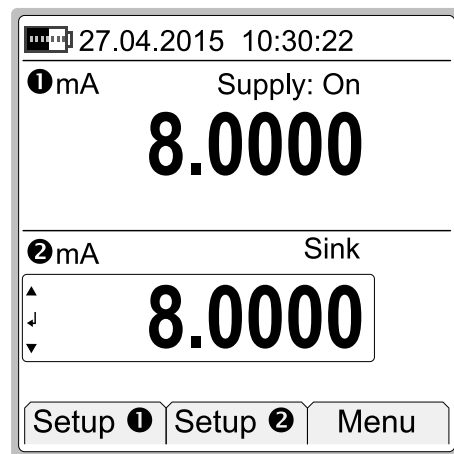 27.04.2015 10:30:22
❶mA Supply: On
8.0000
❷mA Sink
8.0000
Setup ❶ Setup ❷ Menu